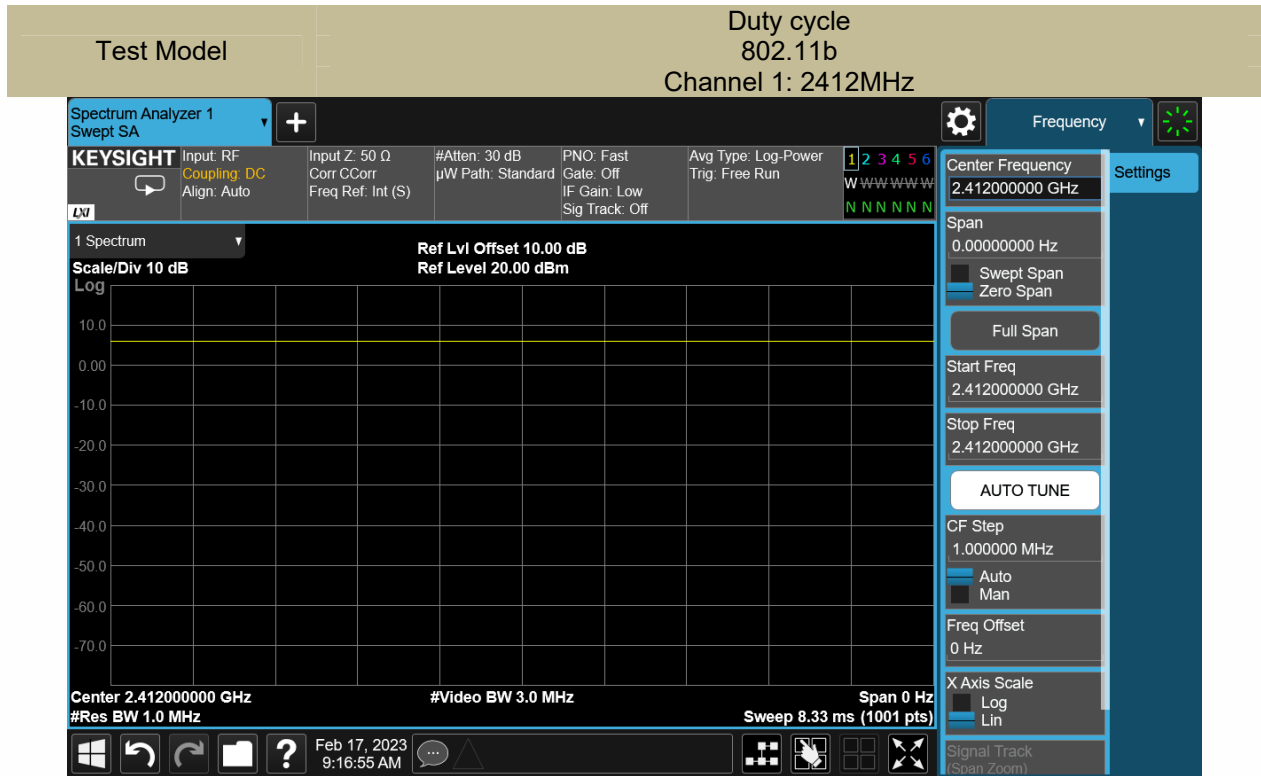 Test Model
Duty cycle
802.11b
Channel 1: 2412MHz
Spectrum Analyzer 1
Swept SA
Frequency
KEYSIGHT
Input: RF
Coupling: DC
Align: Auto
Input Z: 50 Ω
Corr CCorr
Freq Ref: Int (S)
#Atten: 30 dB
µW Path: Standard
PNO: Fast
Gate: Off
IF Gain: Low
Sig Track: Off
Avg Type: Log-Power
Trig: Free Run
1 2 3 4 5 6
W W W W W W
N N N N N N
LXI
Center Frequency
2.412000000 GHz
Settings
Span
0.00000000 Hz
Swept Span
Zero Span
Full Span
Start Freq
2.412000000 GHz
Stop Freq
2.412000000 GHz
AUTO TUNE
CF Step
1.000000 MHz
Auto
Man
Freq Offset
0 Hz
X Axis Scale
Log
Lin
Signal Track
(Span Zoom)
1 Spectrum
Scale/Div 10 dB
Ref Lvl Offset 10.00 dB
Ref Level 20.00 dBm
Log
10.0
0.00
-10.0
-20.0
-30.0
-40.0
-50.0
-60.0
-70.0
Center 2.412000000 GHz
#Video BW 3.0 MHz
Span 0 Hz
#Res BW 1.0 MHz
Sweep 8.33 ms (1001 pts)
?
Feb 17, 2023
9:16:55 AM